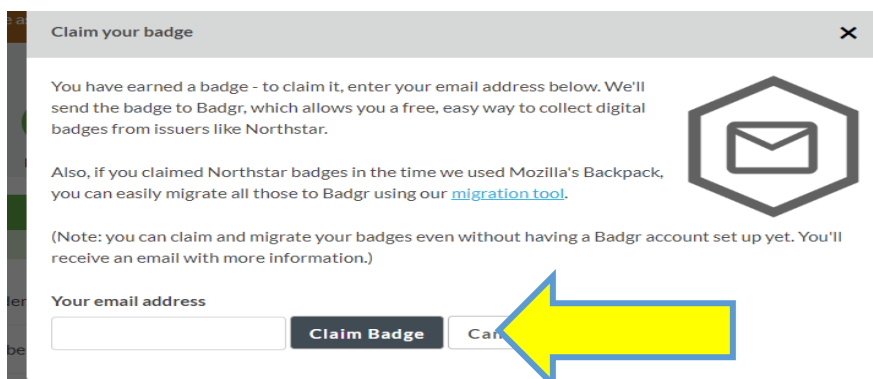 Claim your badge
You have earned a badge - to claim it, enter your email address below. We'll
send the badge to Badgr, which allows you a free, easy way to collect digital
badges from issuers like Northstar.
Also, if you claimed Northstar badges in the time we used Mozilla's Backpack,
you can easily migrate all those to Badgr using our migration tool.
(Note: you can claim and migrate your badges even without having a Badgr account set up yet. You'll
receive an email with more information.)
Your email address
Claim Badge